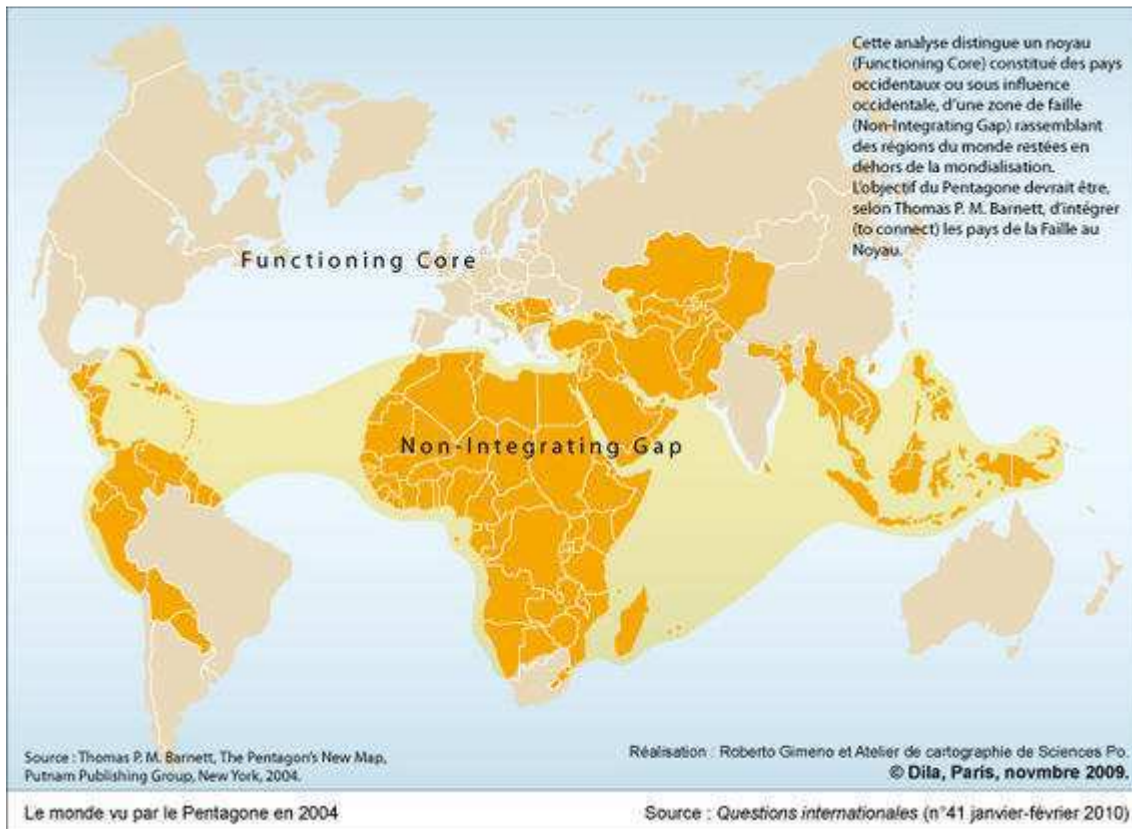 Cette analyse distingue un noyau
(Functioning Core) constitué des pays
occidentaux ou sous influence
occidentale, d'une zone de faille
(Non-Integrating Gap) rassemblant
des régions du monde restées en
dehors de la mondialisation.
L'objectif du Pentagone devrait être,
selon Thomas P. M. Barnett, d'intégrer
(to connect) les pays de la Faille au
Noyau.
Functioning Core
Non-Integrating Gap
Source : Thomas P. M. Barnett, The Pentagon's New Map,
Putnam Publishing Group, New York, 2004.
Réalisation : Roberto Gimeno et Atelier de cartographie de Sciences Po.
© Dila, Paris, novmbre 2009.
Le monde vu par le Pentagone en 2004
Source : Questions internationales (n°41 janvier-février 2010)